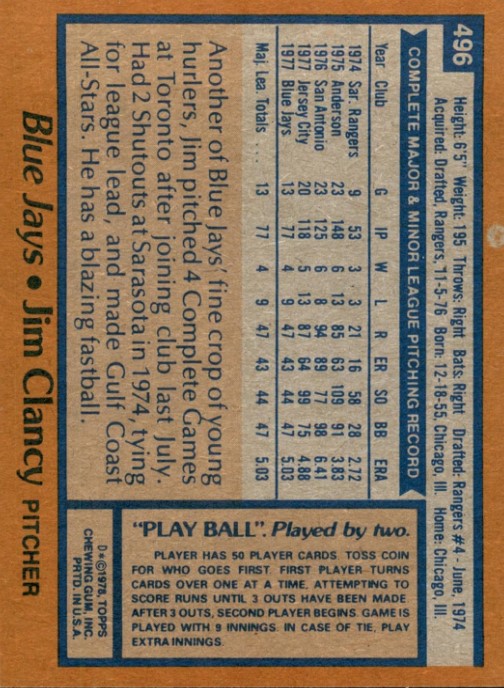 496
Height: 6'5" Weight: 195 Throws: Right Bats: Right Drafted: Rangers #4 - June, 1974
Acquired: Drafted, Rangers, 11-5-76 Born: 12-18-55, Chicago, Ill. Home: Chicago, Ill.
COMPLETE MAJOR & MINOR LEAGUE PITCHING RECORD
Year Club G IP W L R ER SO BB ERA
1974 Sar. Rangers 9 53 3 3 21 16 58 28 2.72
1975 Anderson 23 148 6 13 85 63 109 91 3.83
1976 San Antonio 23 125 6 8 94 89 77 98 6.41
1977 Jersey City 20 118 5 13 87 64 99 75 4.88
1977 Blue Jays 13 77 4 9 47 43 44 47 5.03
Maj. Lea. Totals ... 13 77 4 9 47 43 44 47 5.03
Another of Blue Jays' fine crop of young
hurlers, Jim pitched 4 Complete Games
at Toronto after joining club last July.
Had 2 Shutouts at Sarasota in 1974, tying
for league lead, and made Gulf Coast
All-Stars. He has a blazing fastball.
Blue Jays • Jim Clancy PITCHER
"PLAY BALL". Played by two.
PLAYER HAS 50 PLAYER CARDS. TOSS COIN
FOR WHO GOES FIRST. FIRST PLAYER TURNS
CARDS OVER ONE AT A TIME, ATTEMPTING TO
SCORE RUNS UNTIL 3 OUTS HAVE BEEN MADE.
AFTER 3 OUTS, SECOND PLAYER BEGINS. GAME IS
PLAYED WITH 9 INNINGS. IN CASE OF TIE, PLAY
EXTRA INNINGS.
D*©1978, TOPPS
CHEWING GUM, INC.
PRTD. IN U.S.A.